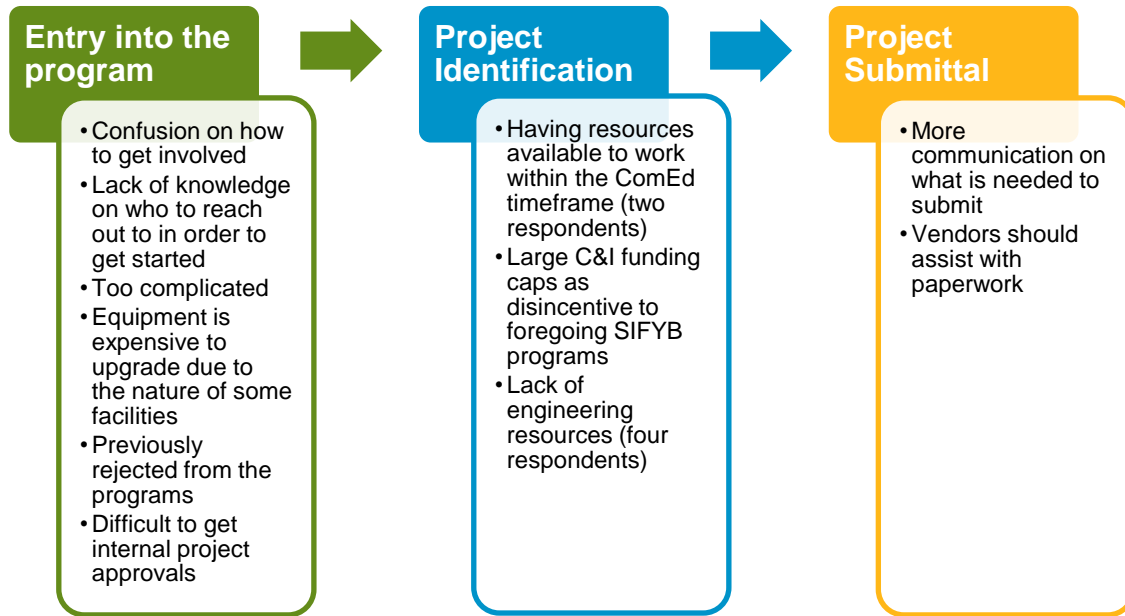 Entry into the
program
• Confusion on how
to get involved
• Lack of knowledge
on who to reach
out to in order to
get started
• Too complicated
• Equipment is
expensive to
upgrade due to
the nature of some
facilities
• Previously
rejected from the
programs
• Difficult to get
internal project
approvals
Project
Identification
• Having resources
available to work
within the ComEd
timeframe (two
respondents)
• Large C&I funding
caps as
disincentive to
foregoing SIFYB
programs
• Lack of
engineering
resources (four
respondents)
Project
Submittal
• More
communication on
what is needed to
submit
• Vendors should
assist with
paperwork